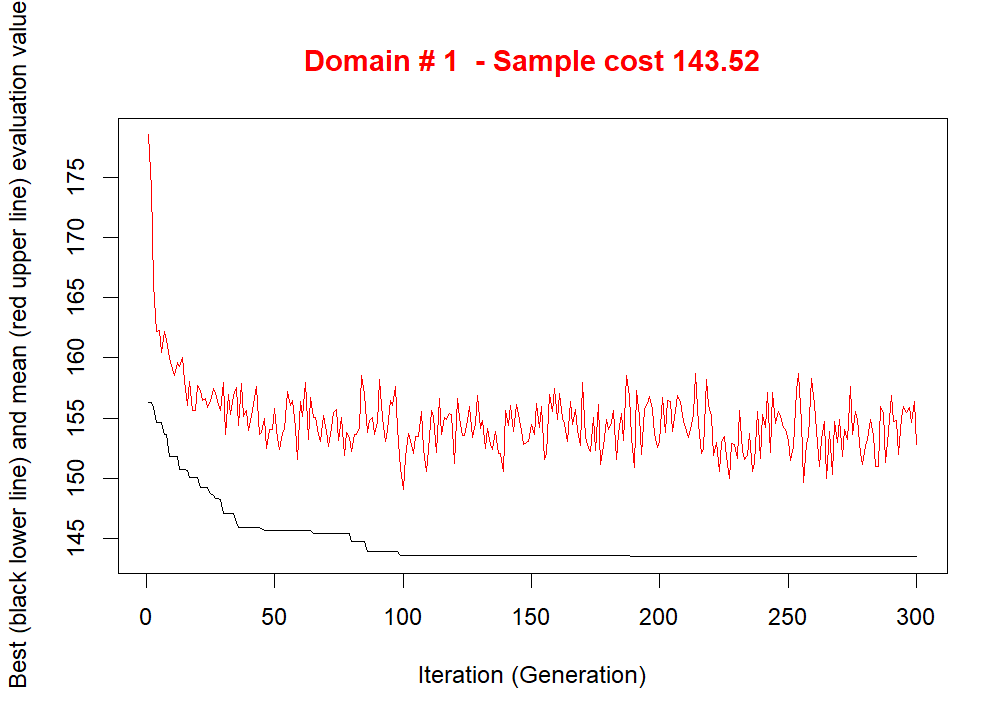 Domain # 1  - Sample cost 143.52
Best (black lower line) and mean (red upper line) evaluation value
175
170
165
160
155
150
145
0 50 100 150 200 250 300
Iteration (Generation)